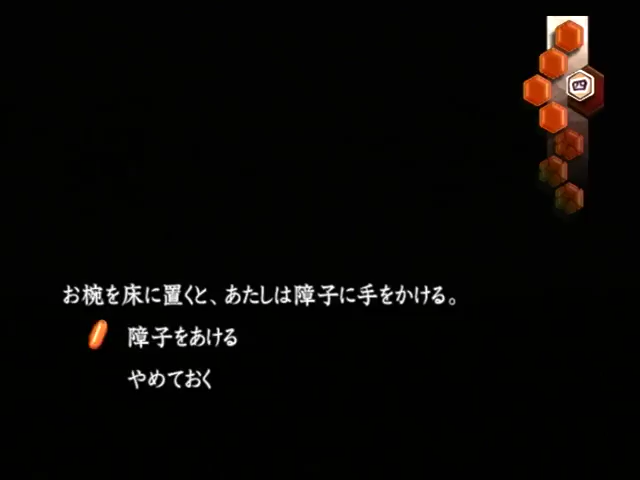 四
お椀を床に置くと、あたしは障子に手をかける。
障子をあける
やめておく